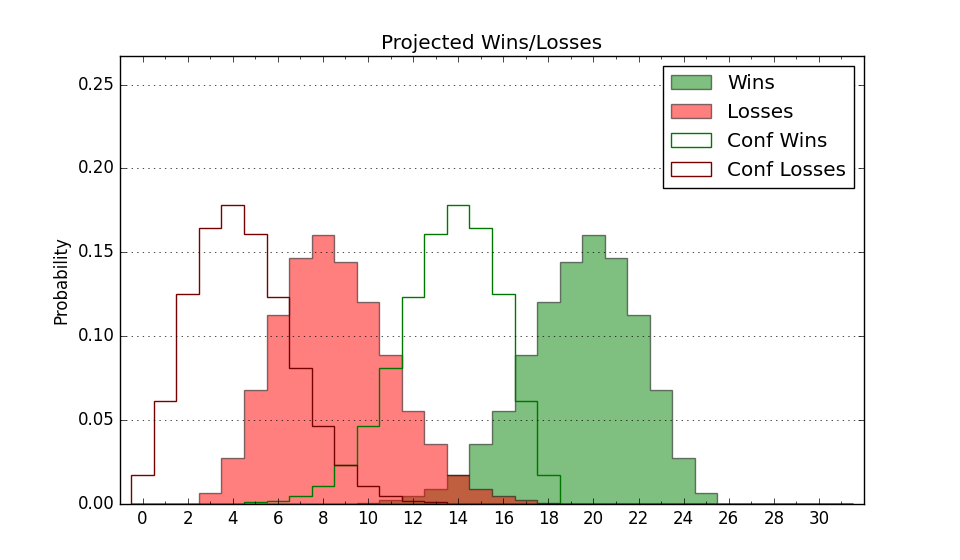 Projected Wins/Losses
Probability
0.25
0.20
0.15
0.10
0.05
0.00
0 2 4 6 8 10 12 14 16 18 20 22 24 26 28 30
Wins
Losses
Conf Wins
Conf Losses